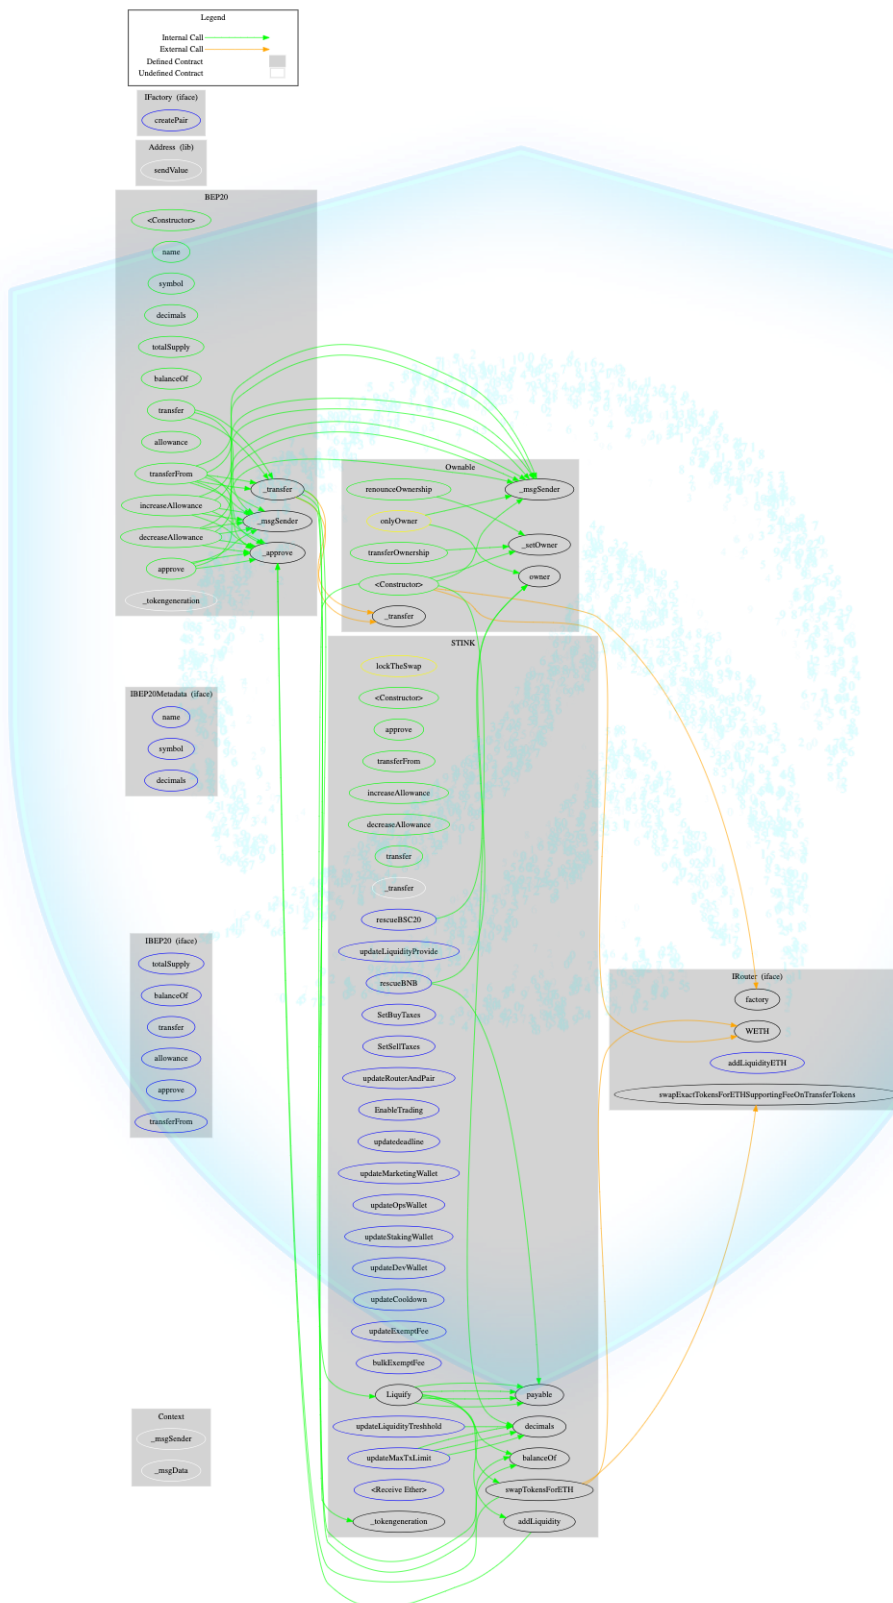 Legend
Internal Call
External Call
Defined Contract
Undefined Contract
IFactory (iface)
createPair
Address (lib)
sendValue
BEP20
<Constructor>
name
symbol
decimals
totalSupply
balanceOf
transfer
allowance
transferFrom
increaseAllowance
decreaseAllowance
approve
_tokengeneration
_transfer
_msgSender
_approve
Ownable
renounceOwnership
onlyOwner
transferOwnership
<Constructor>
_transfer
_msgSender
_setOwner
owner
STINK
lockTheSwap
<Constructor>
approve
transferFrom
increaseAllowance
decreaseAllowance
transfer
_transfer
rescueBSC20
updateLiquidityProvide
rescueBNB
SetBuyTaxes
SetSellTaxes
updateRouterAndPair
EnableTrading
updatedeadline
updateMarketingWallet
updateOpsWallet
updateStakingWallet
updateDevWallet
updateCooldown
updateExemptFee
bulkExemptFee
Liquify
updateLiquidityTreshhold
updateMaxTxLimit
<Receive Ether>
_tokengeneration
payable
decimals
balanceOf
swapTokensForETH
addLiquidity
IBEP20Metadata (iface)
name
symbol
decimals
IBEP20 (iface)
totalSupply
balanceOf
transfer
allowance
approve
transferFrom
IRouter (iface)
factory
WETH
addLiquidityETH
swapExactTokensForETHSupportingFeeOnTransferTokens
Context
_msgSender
_msgData